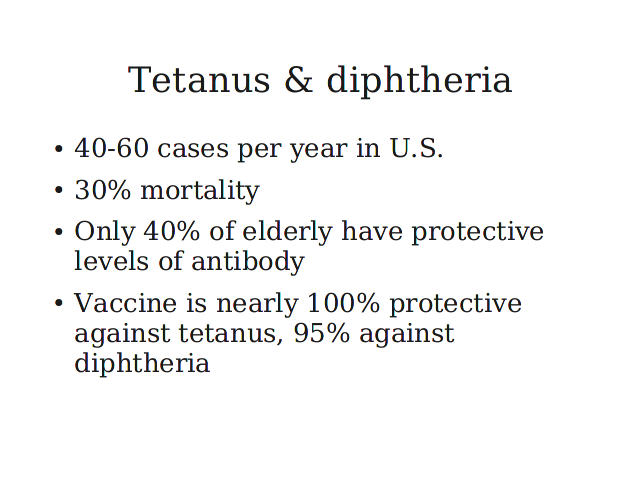 Tetanus & diphtheria
• 40-60 cases per year in U.S.
• 30% mortality
• Only 40% of elderly have protective
levels of antibody
• Vaccine is nearly 100% protective
against tetanus, 95% against
diphtheria